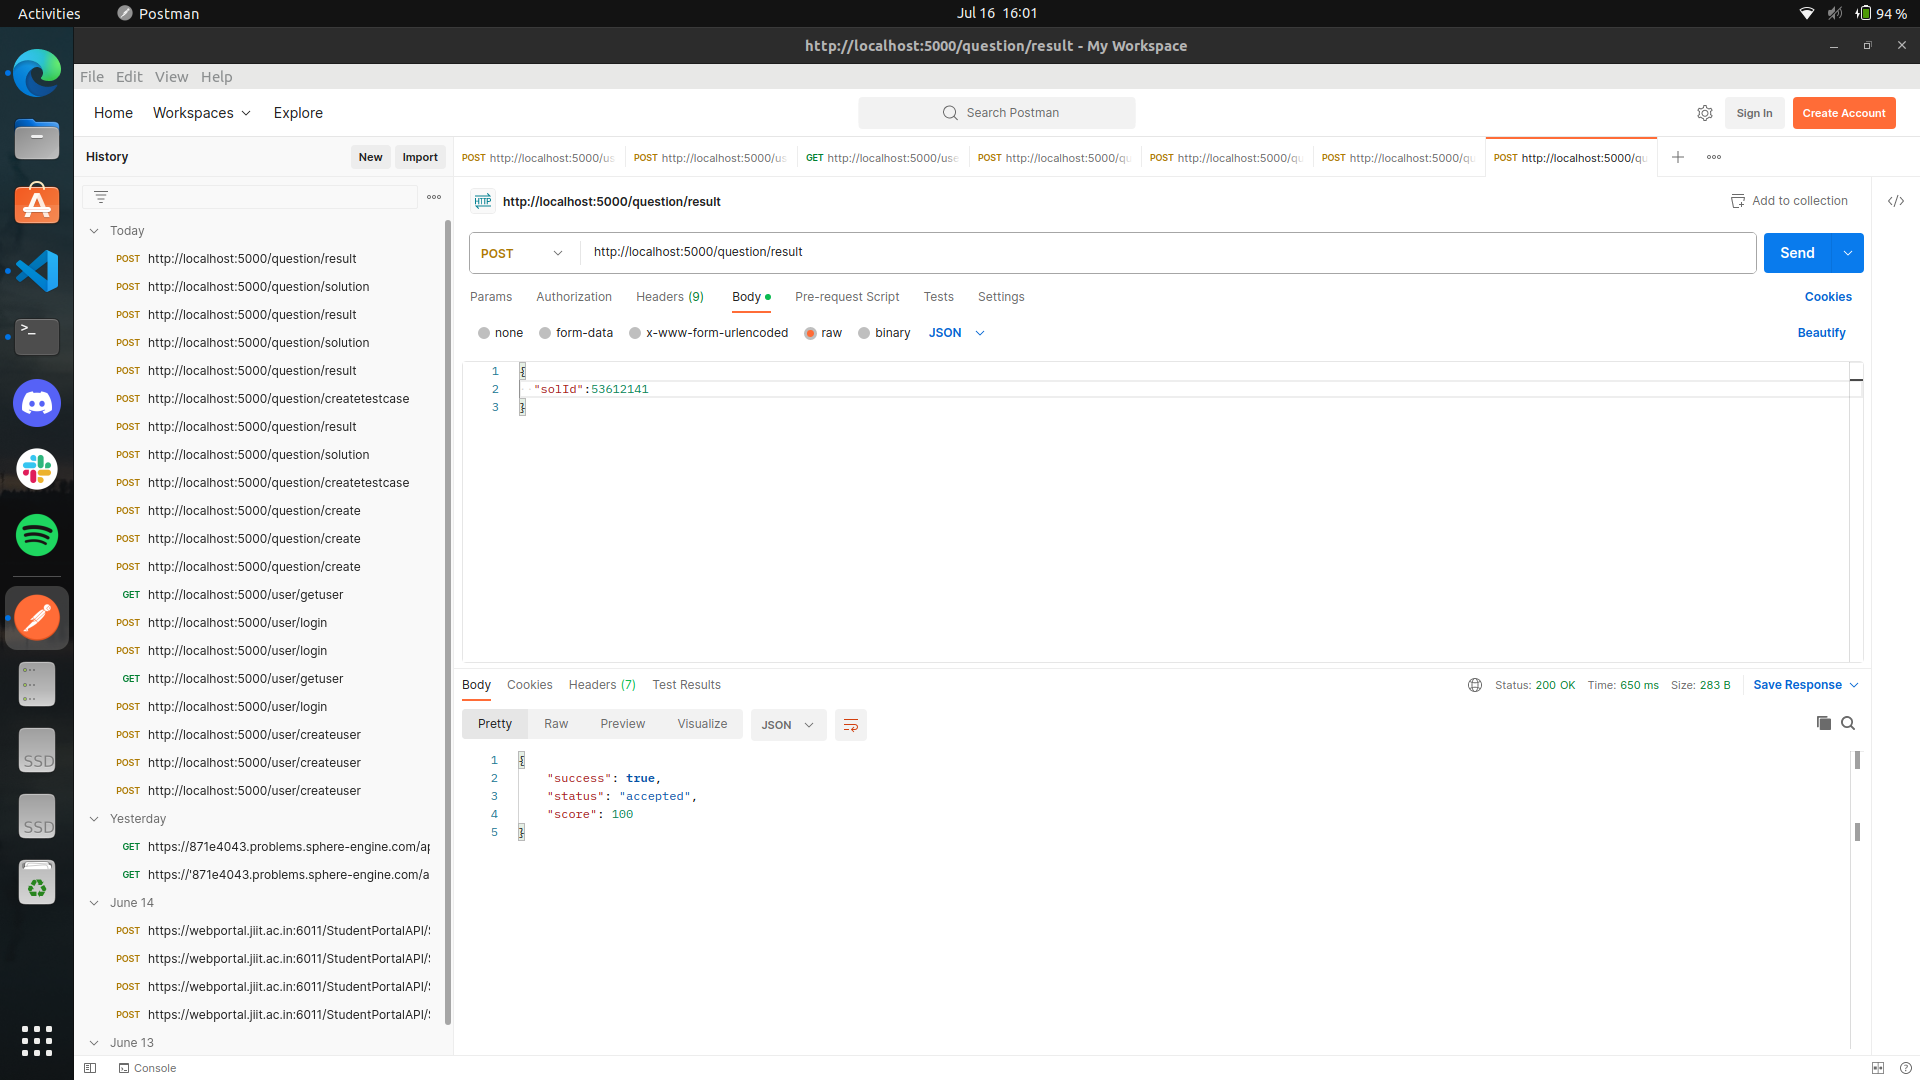 Activities
Postman
Jul 16 16:01
94 %
http://localhost:5000/question/result - My Workspace
File Edit View Help
Home Workspaces Explore
Search Postman
Sign In
Create Account
History
New
Import
POST http://localhost:5000/us
POST http://localhost:5000/us
GET http://localhost:5000/use
POST http://localhost:5000/qu
POST http://localhost:5000/qu
POST http://localhost:5000/qu
POST http://localhost:5000/qu
Today
POST http://localhost:5000/question/result
POST http://localhost:5000/question/solution
POST http://localhost:5000/question/result
POST http://localhost:5000/question/solution
POST http://localhost:5000/question/result
POST http://localhost:5000/question/createtestcase
POST http://localhost:5000/question/result
POST http://localhost:5000/question/solution
POST http://localhost:5000/question/createtestcase
POST http://localhost:5000/question/create
POST http://localhost:5000/question/create
POST http://localhost:5000/question/create
GET http://localhost:5000/user/getuser
POST http://localhost:5000/user/login
POST http://localhost:5000/user/login
GET http://localhost:5000/user/getuser
POST http://localhost:5000/user/login
POST http://localhost:5000/user/createuser
POST http://localhost:5000/user/createuser
POST http://localhost:5000/user/createuser
Yesterday
GET https://871e4043.problems.sphere-engine.com/ap
GET https://'871e4043.problems.sphere-engine.com/a
June 14
POST https://webportal.jiit.ac.in:6011/StudentPortalAPI/S
POST https://webportal.jiit.ac.in:6011/StudentPortalAPI/S
POST https://webportal.jiit.ac.in:6011/StudentPortalAPI/S
POST https://webportal.jiit.ac.in:6011/StudentPortalAPI/S
June 13
HTTP http://localhost:5000/question/result
Add to collection
</>
POST http://localhost:5000/question/result
Send
Params Authorization Headers (9) Body Pre-request Script Tests Settings
Cookies
none form-data x-www-form-urlencoded raw binary JSON
Beautify
1 {
2 "solId":53612141
3 }
Body Cookies Headers (7) Test Results
Status: 200 OK Time: 650 ms Size: 283 B
Save Response
Pretty Raw Preview Visualize JSON
1 {
2 "success": true,
3 "status": "accepted",
4 "score": 100
5 }
SSD
SSD
Console